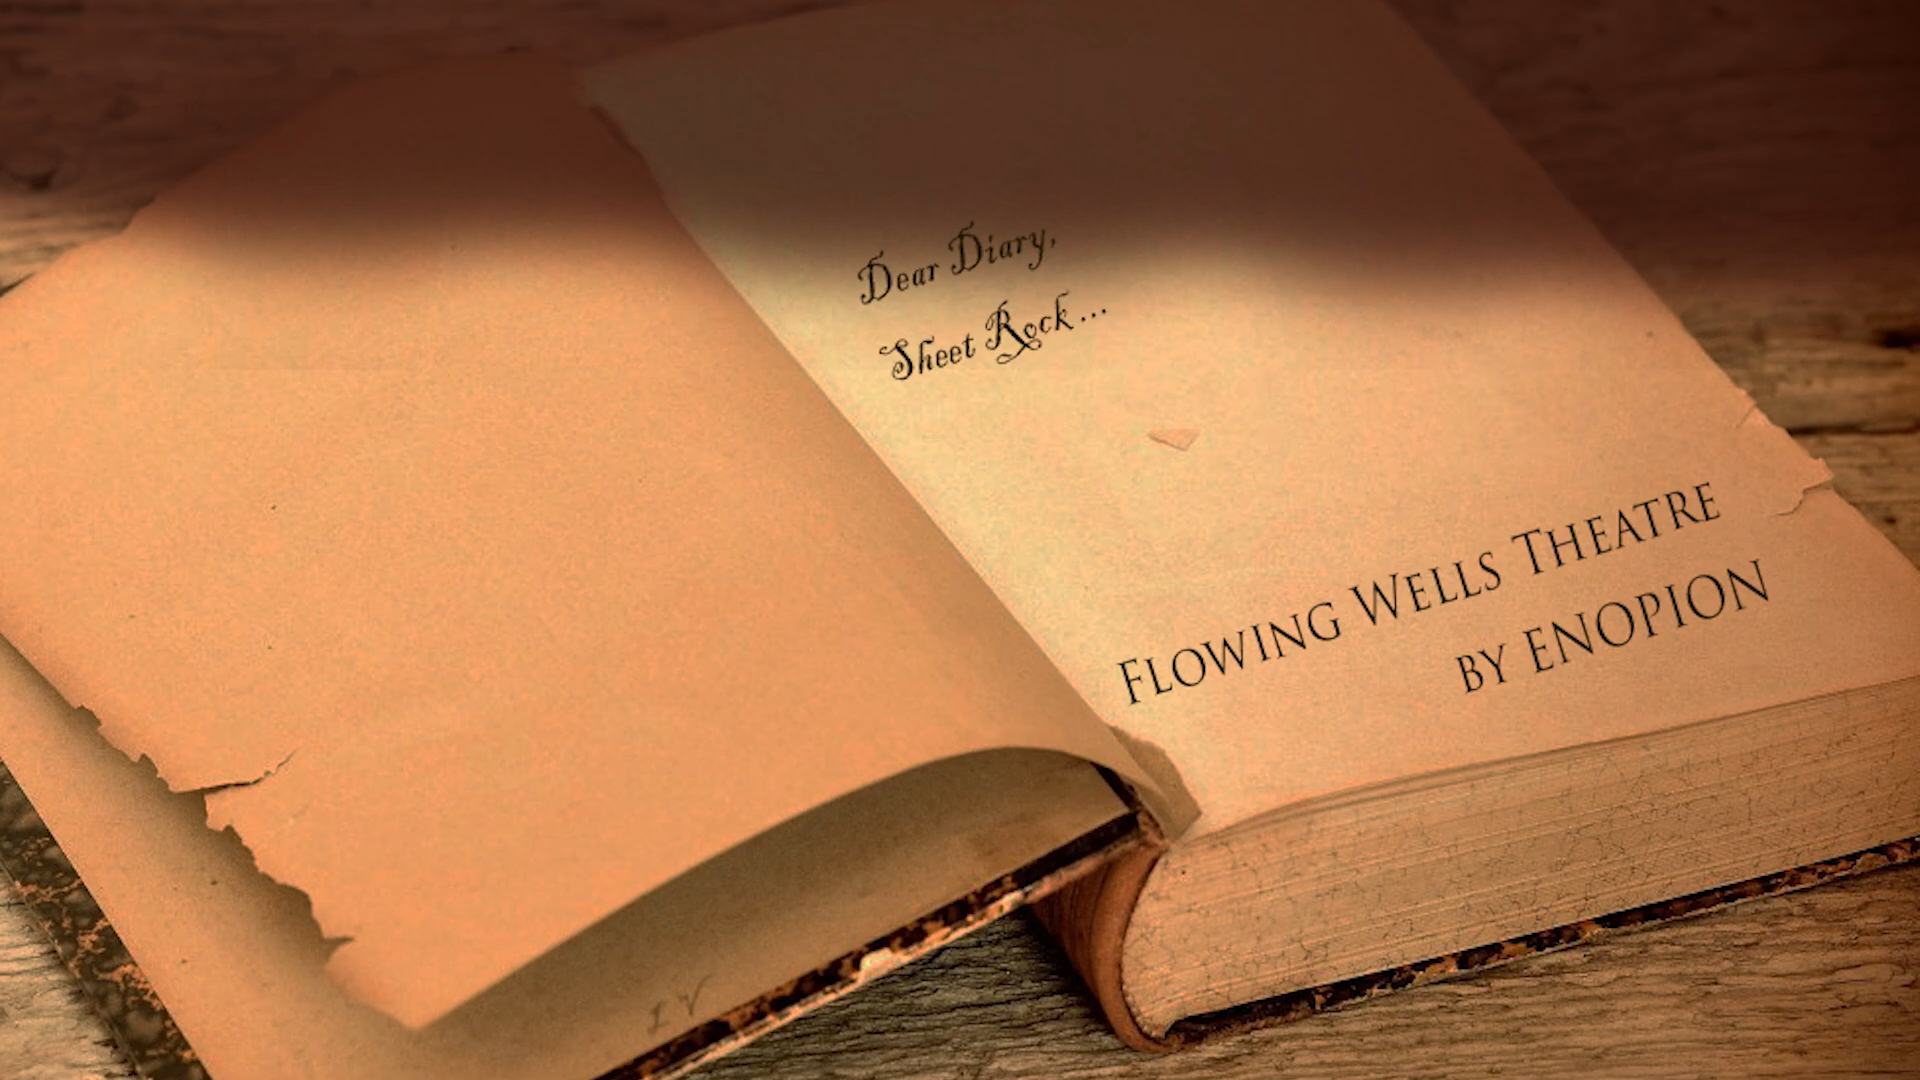 Dear Diary,
Sheet Rock...
FLOWING WELLS THEATRE
BY ENOPION